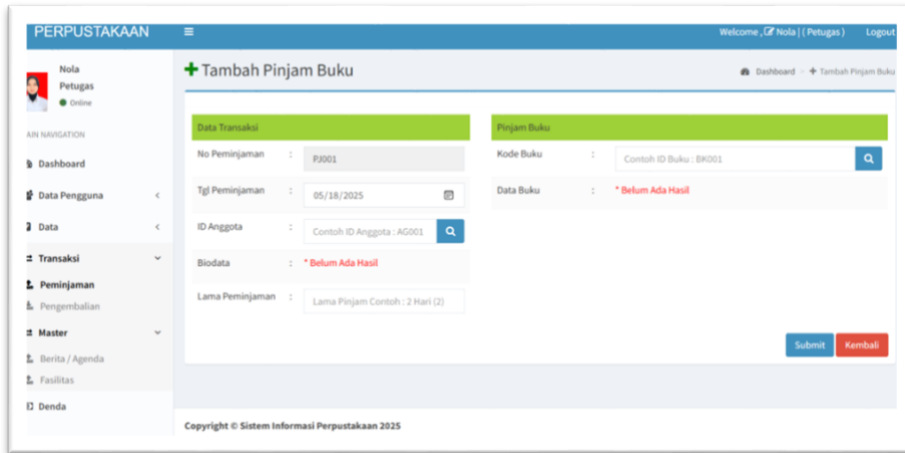 PERPUSTAKAAN
Welcome , Nola | ( Petugas ) Logout
Nola
Petugas
Online
AIN NAVIGATION
Dashboard
Data Pengguna
Data
Transaksi
Peminjaman
Pengembalian
Master
Berita / Agenda
Fasilitas
Denda
Tambah Pinjam Buku
Dashboard > Tambah Pinjam Buku
Data Transaksi
No Peminjaman : PJ001
Tgl Peminjaman : 05/18/2025
ID Anggota : Contoh ID Anggota : AG001
Biodata : * Belum Ada Hasil
Lama Peminjaman : Lama Pinjam Contoh : 2 Hari (2)
Pinjam Buku
Kode Buku : Contoh ID Buku : BK001
Data Buku : * Belum Ada Hasil
Submit Kembali
Copyright © Sistem Informasi Perpustakaan 2025